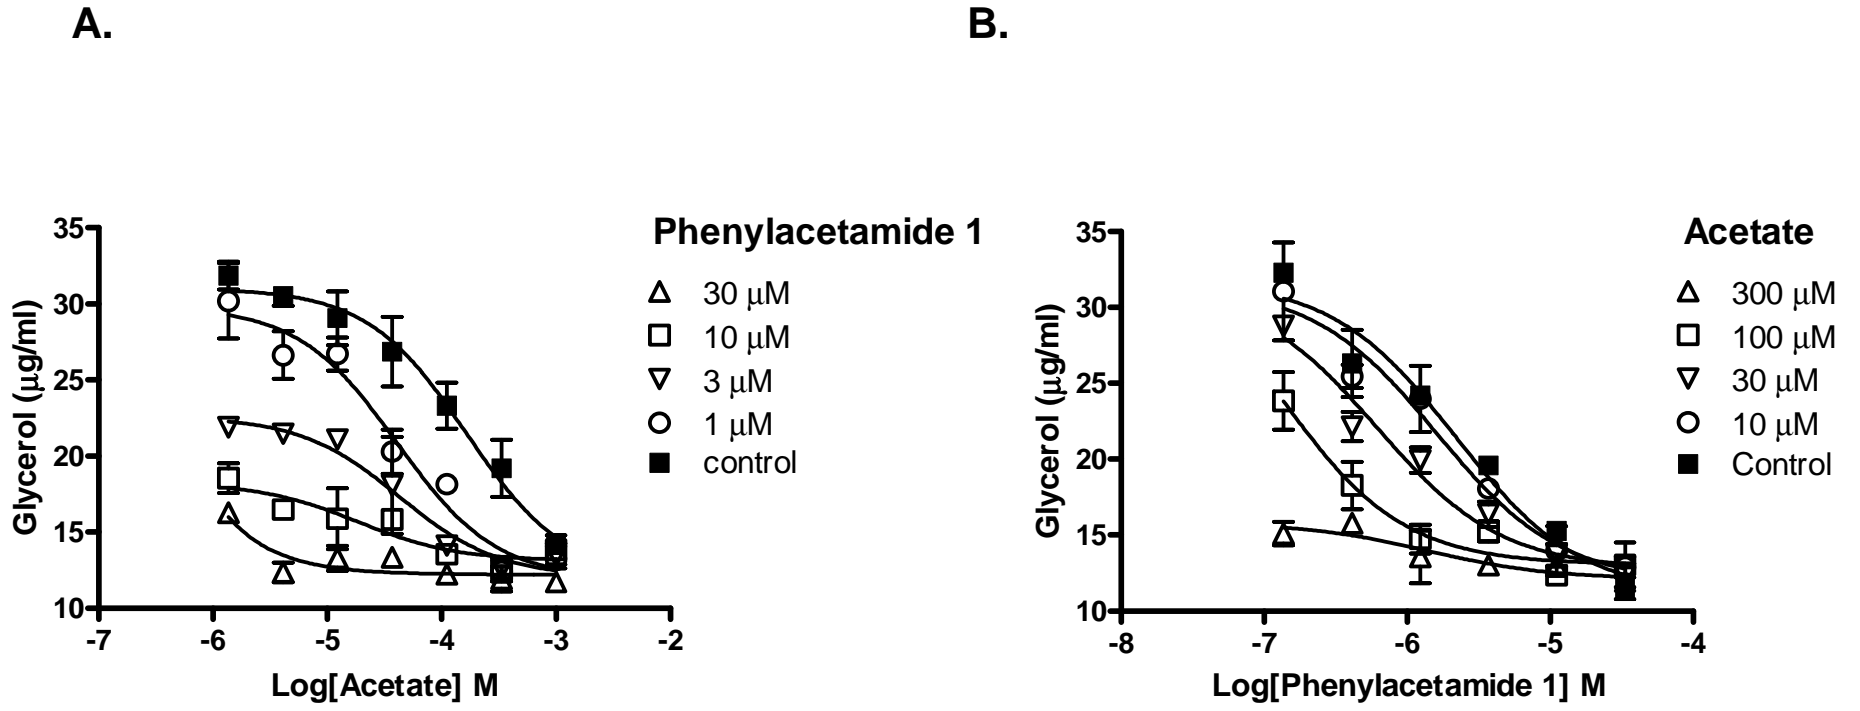 A.
Phenylacetamide 1
30 μM
10 μM
3 μM
1 μM
control
35
30
25
20
15
10
Glycerol (μg/ml)
-7 -6 -5 -4 -3 -2
Log[Acetate] M
B.
Acetate
300 μM
100 μM
30 μM
10 μM
Control
35
30
25
20
15
10
Glycerol (μg/ml)
-8 -7 -6 -5 -4
Log[Phenylacetamide 1] M